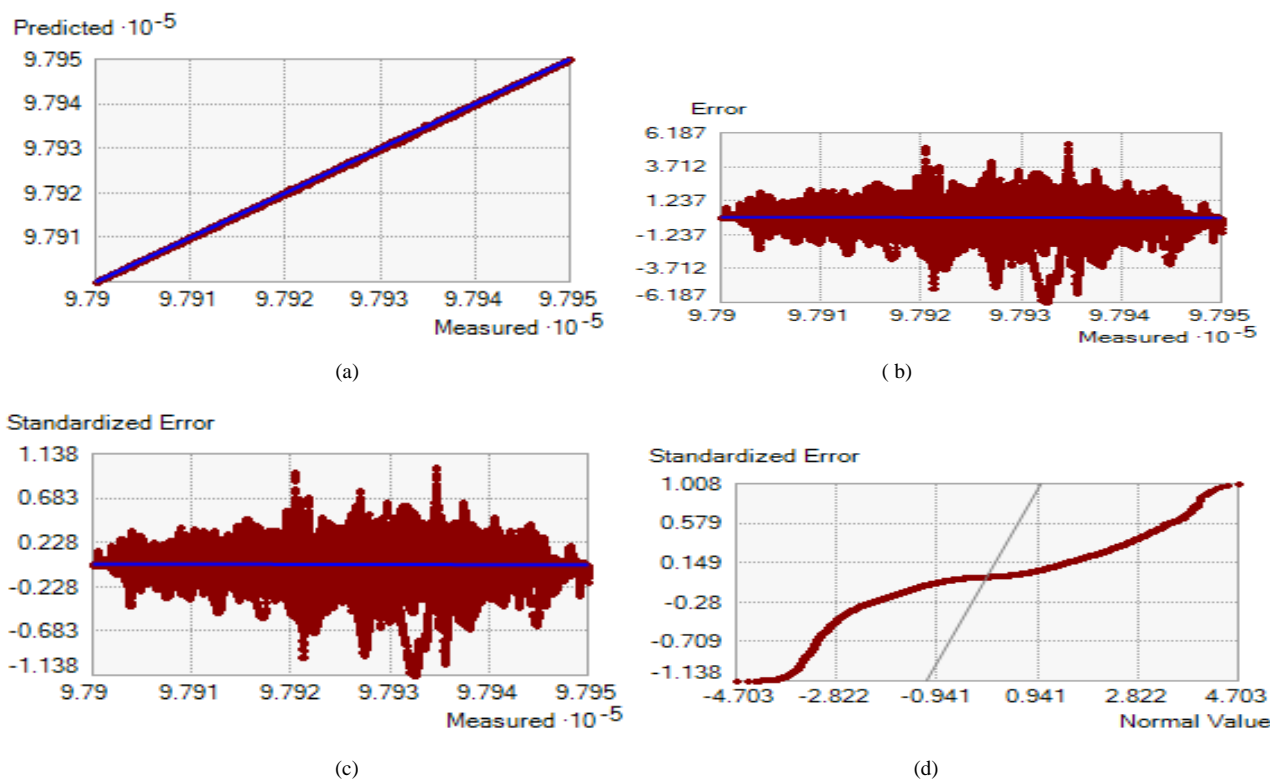 Predicted ·10-5
9.795
9.794
9.793
9.792
9.791
9.79 9.791 9.792 9.793 9.794 9.795
Measured ·10-5
(a)
Error
6.187
3.712
1.237
-1.237
-3.712
-6.187
9.79 9.791 9.792 9.793 9.794 9.795
Measured ·10-5
( b)
Standardized Error
1.138
0.683
0.228
-0.228
-0.683
-1.138
9.79 9.791 9.792 9.793 9.794 9.795
Measured ·10-5
(c)
Standardized Error
1.008
0.579
0.149
-0.28
-0.709
-1.138
-4.703 -2.822 -0.941 0.941 2.822 4.703
Normal Value
(d)